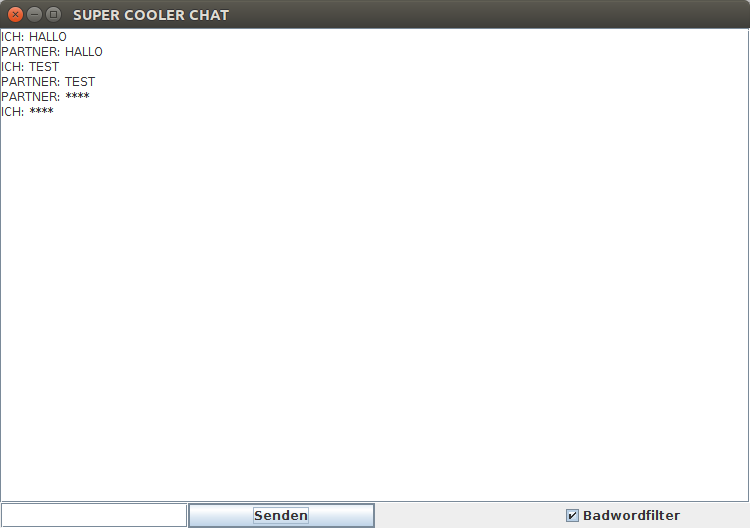 SUPER COOLER CHAT
ICH: HALLO
PARTNER: HALLO
ICH: TEST
PARTNER: TEST
PARTNER: ****
ICH: ****
Senden
Badwordfilter